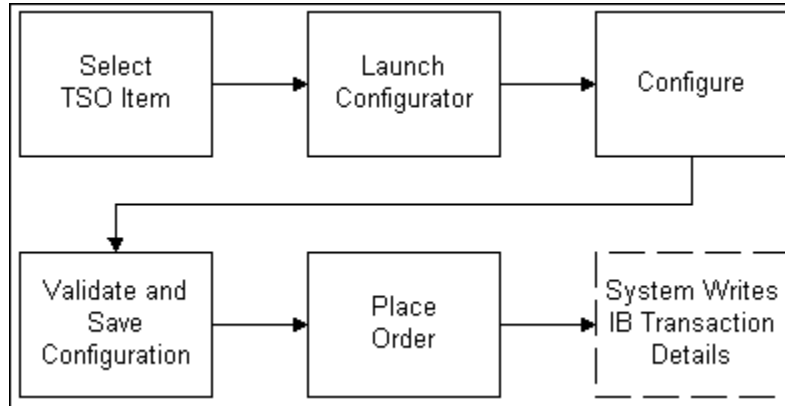 Select
TSO Item
Launch
Configurator
Configure
Validate and
Save
Configuration
Place
Order
System Writes
IB Transaction
Details